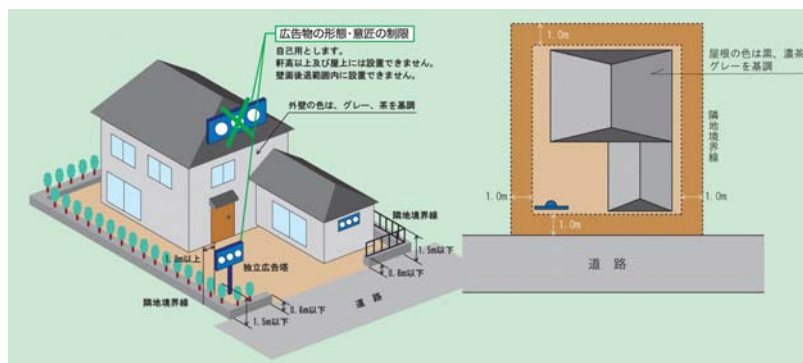 広告物の形態・意匠の制限
自己用とします。
軒高以上及び屋上には設置できません。
壁面後退範囲内に設置できません。
外壁の色は、グレー、茶を基調
隣地境界線
1.5m以下
0.6m以下
1.0m以上
独立広告塔
隣地境界線
0.6m以下
1.5m以下
道路
1.0m
屋根の色は黒、濃茶
グレーを基調
隣地境界線
1.0m
1.0m
1.0m
道路